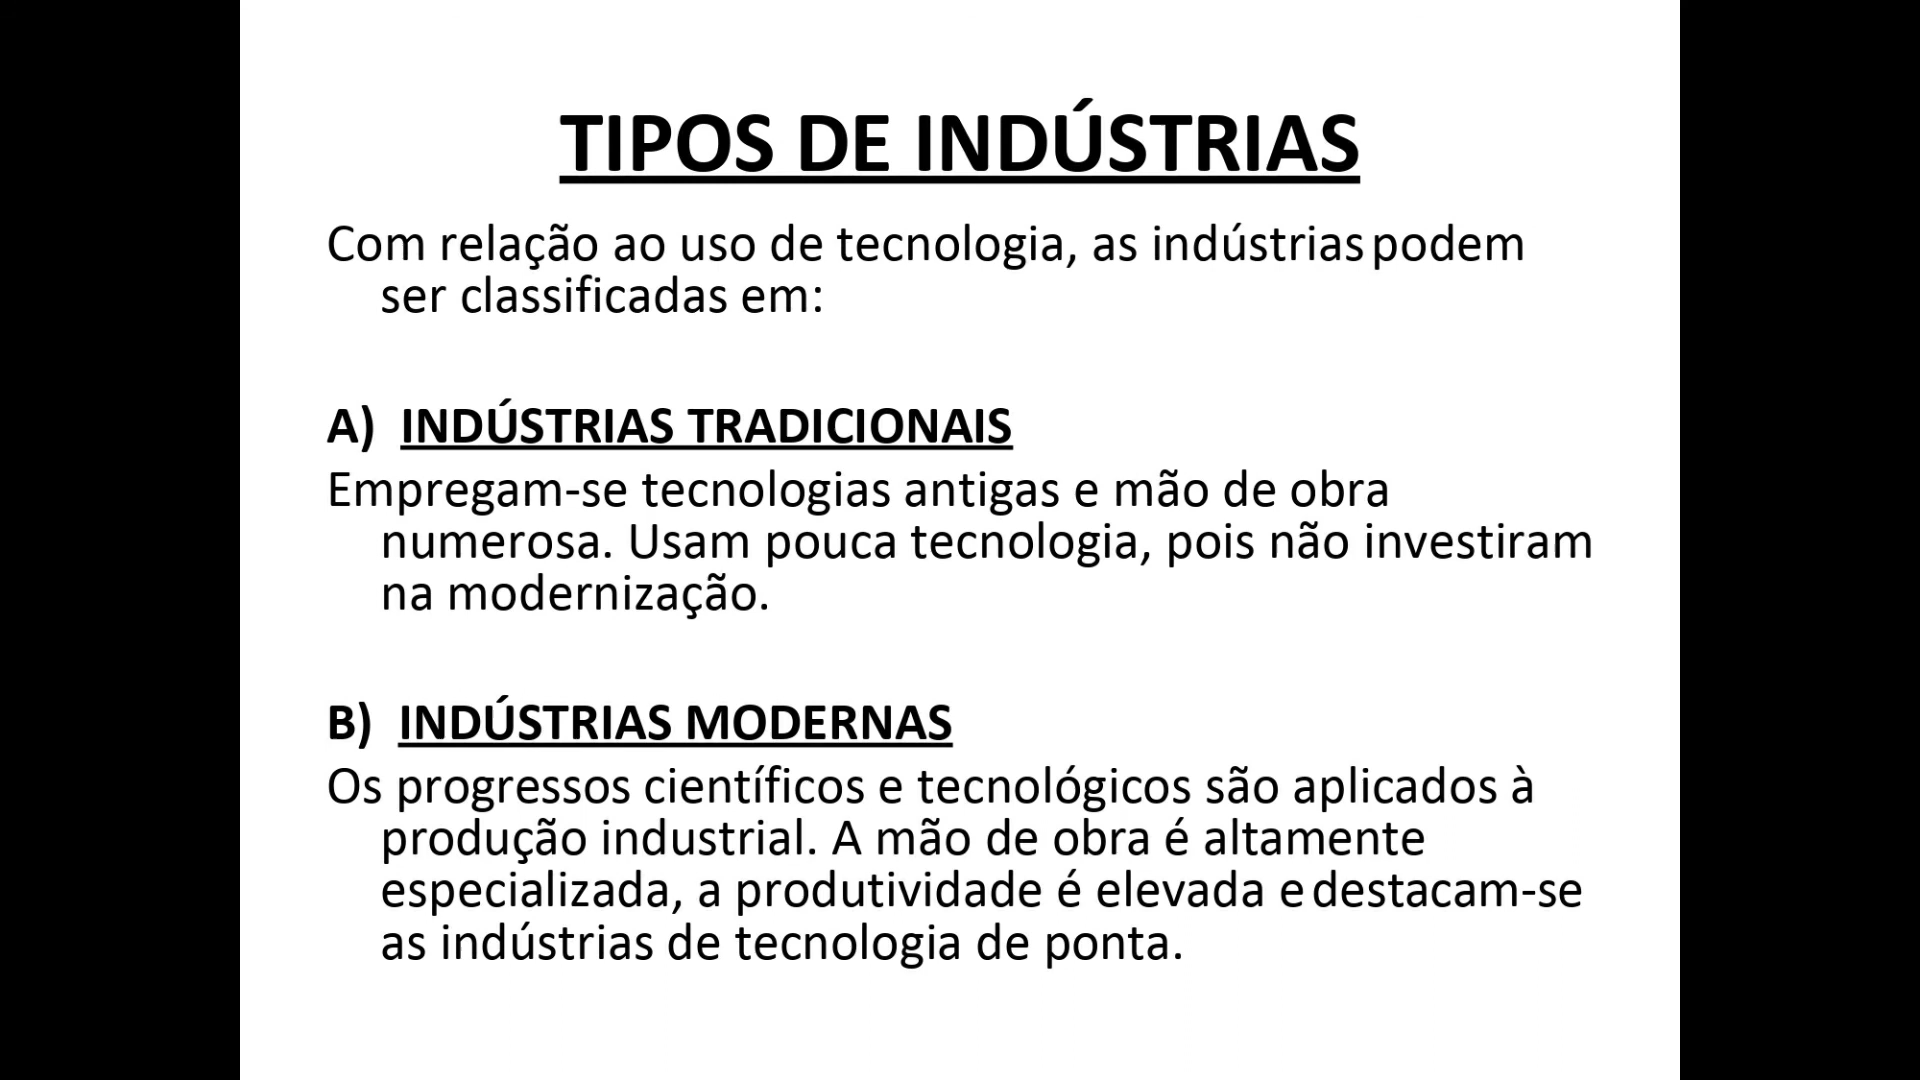 TIPOS DE INDÚSTRIAS
Com relação ao uso de tecnologia, as indústrias podem
ser classificadas em:
A) INDÚSTRIAS TRADICIONAIS
Empregam-se tecnologias antigas e mão de obra
numerosa. Usam pouca tecnologia, pois não investiram
na modernização.
B) INDÚSTRIAS MODERNAS
Os progressos científicos e tecnológicos são aplicados à
produção industrial. A mão de obra é altamente
especializada, a produtividade é elevada e destacam-se
as indústrias de tecnologia de ponta.